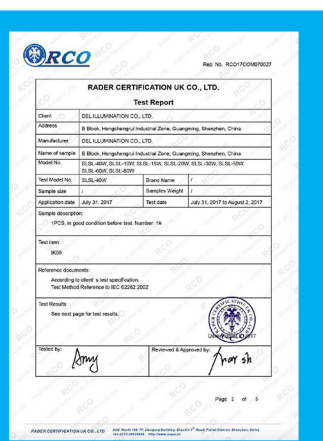 RCO
Rep No. RCO17COM070027
RADER CERTIFICATION UK CO., LTD.
Test Report
Client DEL ILLUMINATION CO., LTD.
Address B Block, Hongshengrui Industrial Zone, Guangming, Shenzhen, China
Manufacturer DEL ILLUMINATION CO., LTD.
Name of sample B Block, Hongshengrui Industrial Zone, Guangming, Shenzhen, China
Model No. SLSL-40W, SLSL-10W, SLSL-15W, SLSL-20W, SLSL-30W, SLSL-50W,
SLSL-60W, SLSL-80W
Test Model No. SLSL-40W Brand Name /
Sample size / Samples Weight /
Application date July 31, 2017 Test date July 31, 2017 to August 2, 2017
Sample description:
1PCS, in good condition before test. Number: 1#
Test item
IK08
Reference documents:
According to client' s test specification.
Test Method Reference to IEC 62262:2002
Test Results
See next page for test results.
Tested by: Reviewed & Approved by:
Amy
Page 2 of 5
RADER CERTIFICATION UK CO., LTD